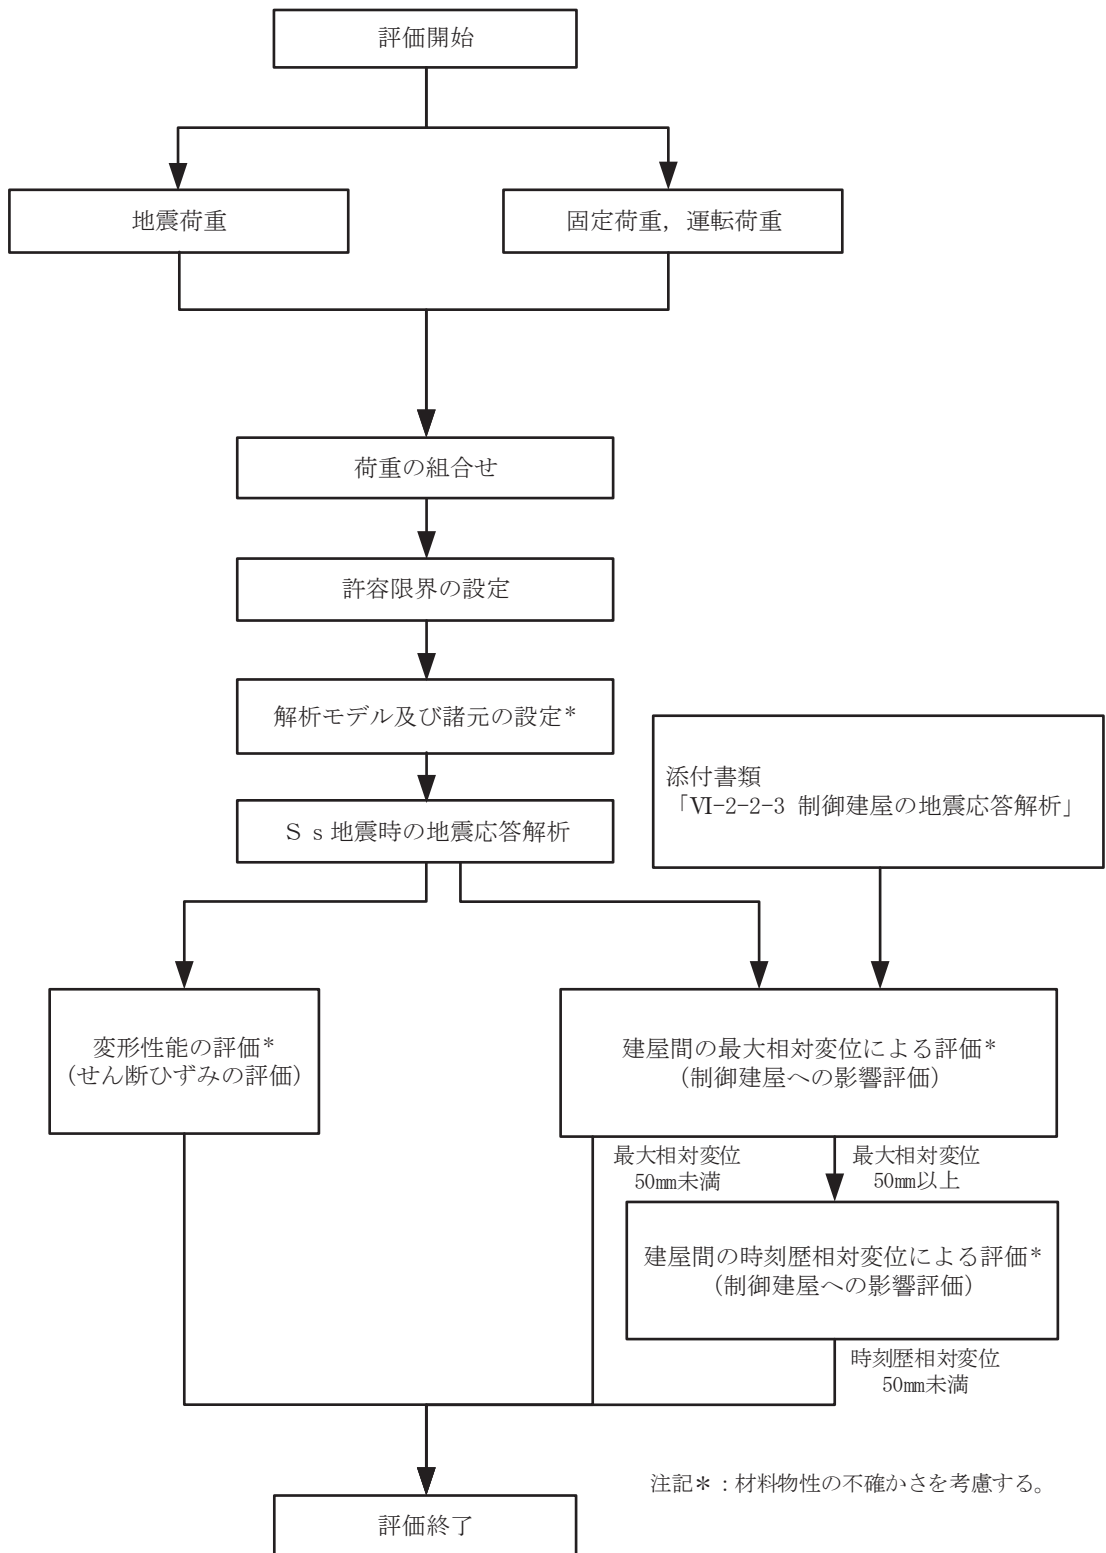 評価開始
地震荷重
固定荷重，運転荷重
荷重の組合せ
許容限界の設定
解析モデル及び諸元の設定*
Ｓｓ地震時の地震応答解析
添付書類
「Ⅵ-2-2-3 制御建屋の地震応答解析」
変形性能の評価*
(せん断ひずみの評価)
建屋間の最大相対変位による評価*
(制御建屋への影響評価)
最大相対変位
50mm未満
最大相対変位
50mm以上
建屋間の時刻歴相対変位による評価*
(制御建屋への影響評価)
時刻歴相対変位
50mm未満
注記＊：材料物性の不確かさを考慮する。
評価終了